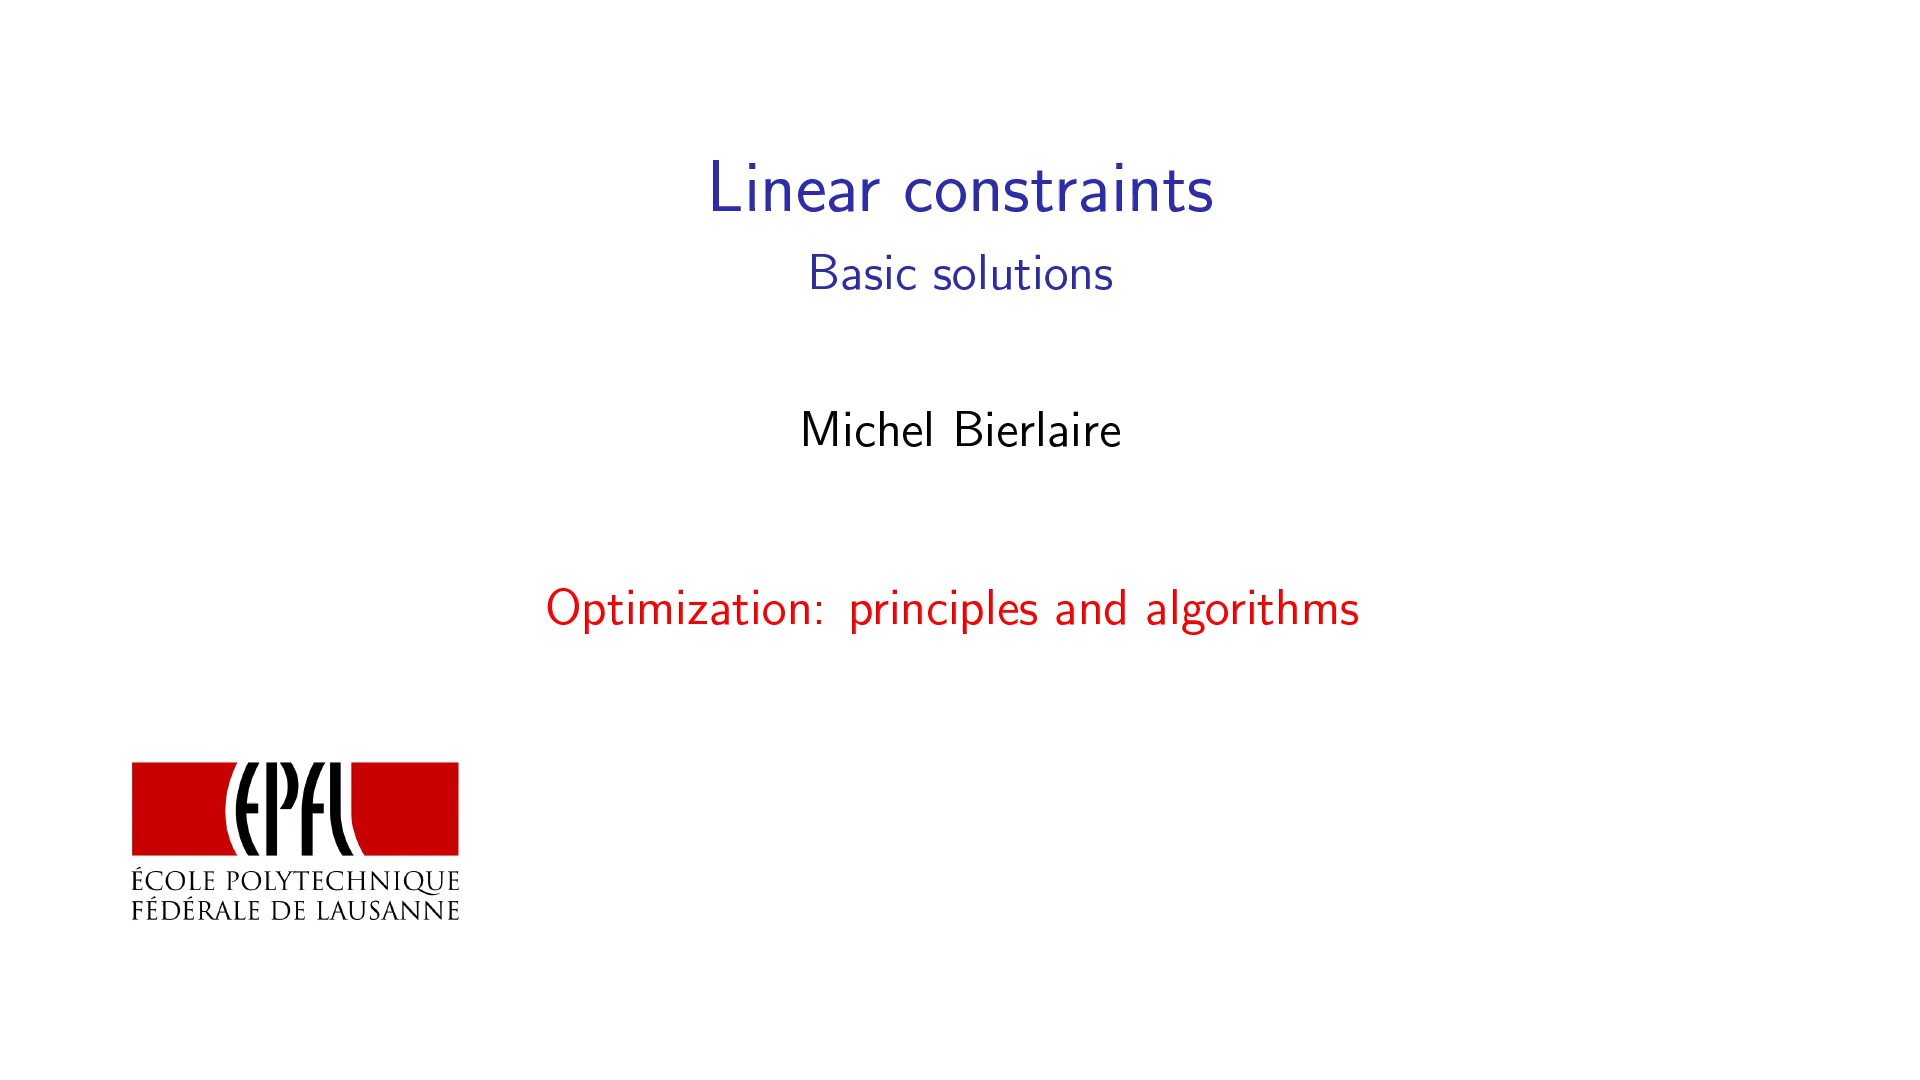 Linear constraints
Basic solutions
Michel Bierlaire
Optimization: principles and algorithms
EPFL
ÉCOLE POLYTECHNIQUE
FÉDÉRALE DE LAUSANNE